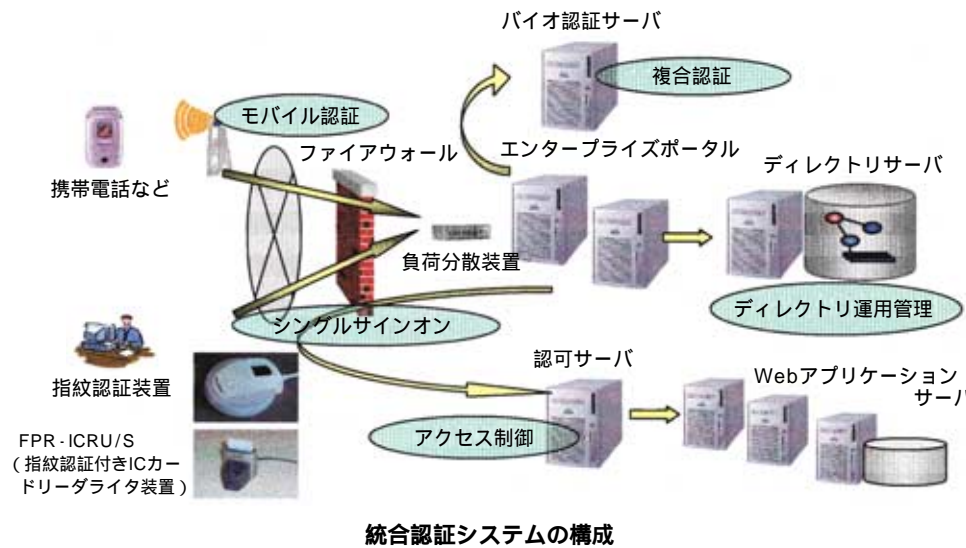 バイオ認証サーバ
複合認証
モバイル認証
ファイアウォール
エンタープライズポータル
ディレクトリサーバ
携帯電話など
負荷分散装置
ディレクトリ運用管理
シングルサインオン
指紋認証装置
認可サーバ
Webアプリケーション
サーバ
アクセス制御
FPR-ICRU/S
(指紋認証付きICカー
ドリーダライタ装置)
統合認証システムの構成